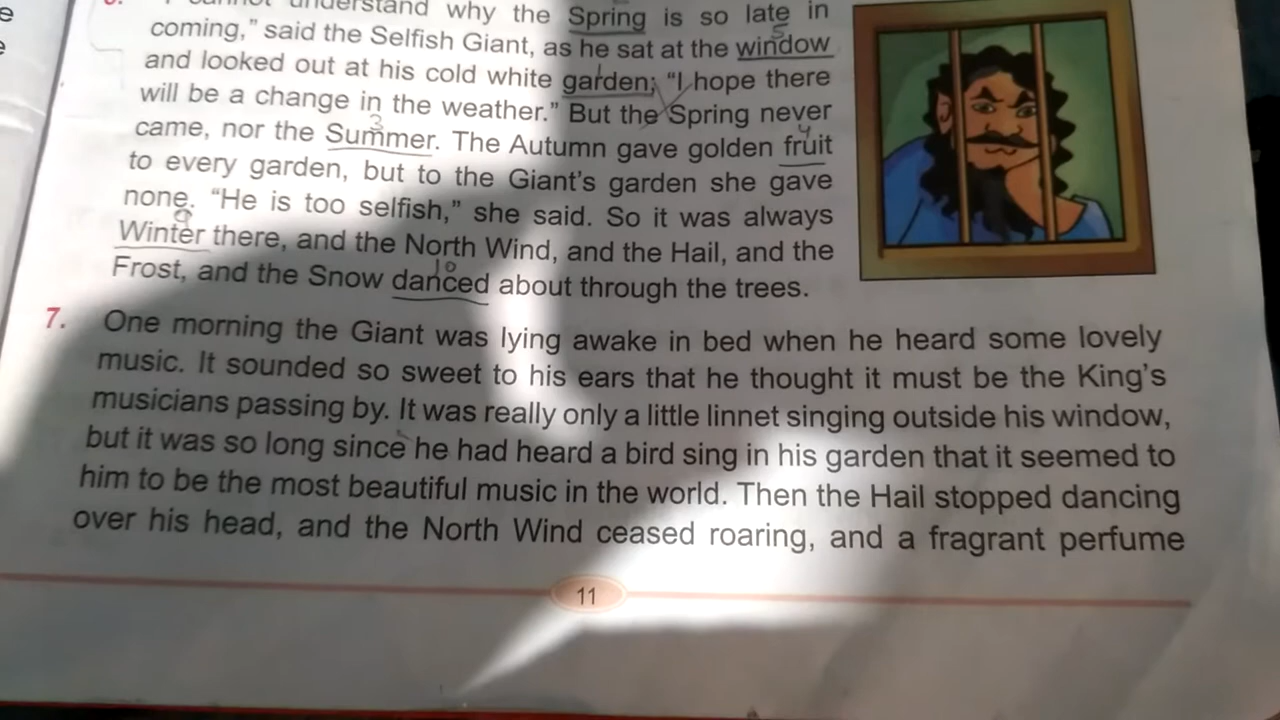 understand why the Spring is so late in
coming,” said the Selfish Giant, as he sat at the window
and looked out at his cold white garden; “I hope there
will be a change in the weather.” But the Spring never
came, nor the Summer. The Autumn gave golden fruit
to every garden, but to the Giant’s garden she gave
none. “He is too selfish,” she said. So it was always
Winter there, and the North Wind, and the Hail, and the
Frost, and the Snow danced about through the trees.
7. One morning the Giant was lying awake in bed when he heard some lovely
music. It sounded so sweet to his ears that he thought it must be the King’s
musicians passing by. It was really only a little linnet singing outside his window,
but it was so long since he had heard a bird sing in his garden that it seemed to
him to be the most beautiful music in the world. Then the Hail stopped dancing
over his head, and the North Wind ceased roaring, and a fragrant perfume
11